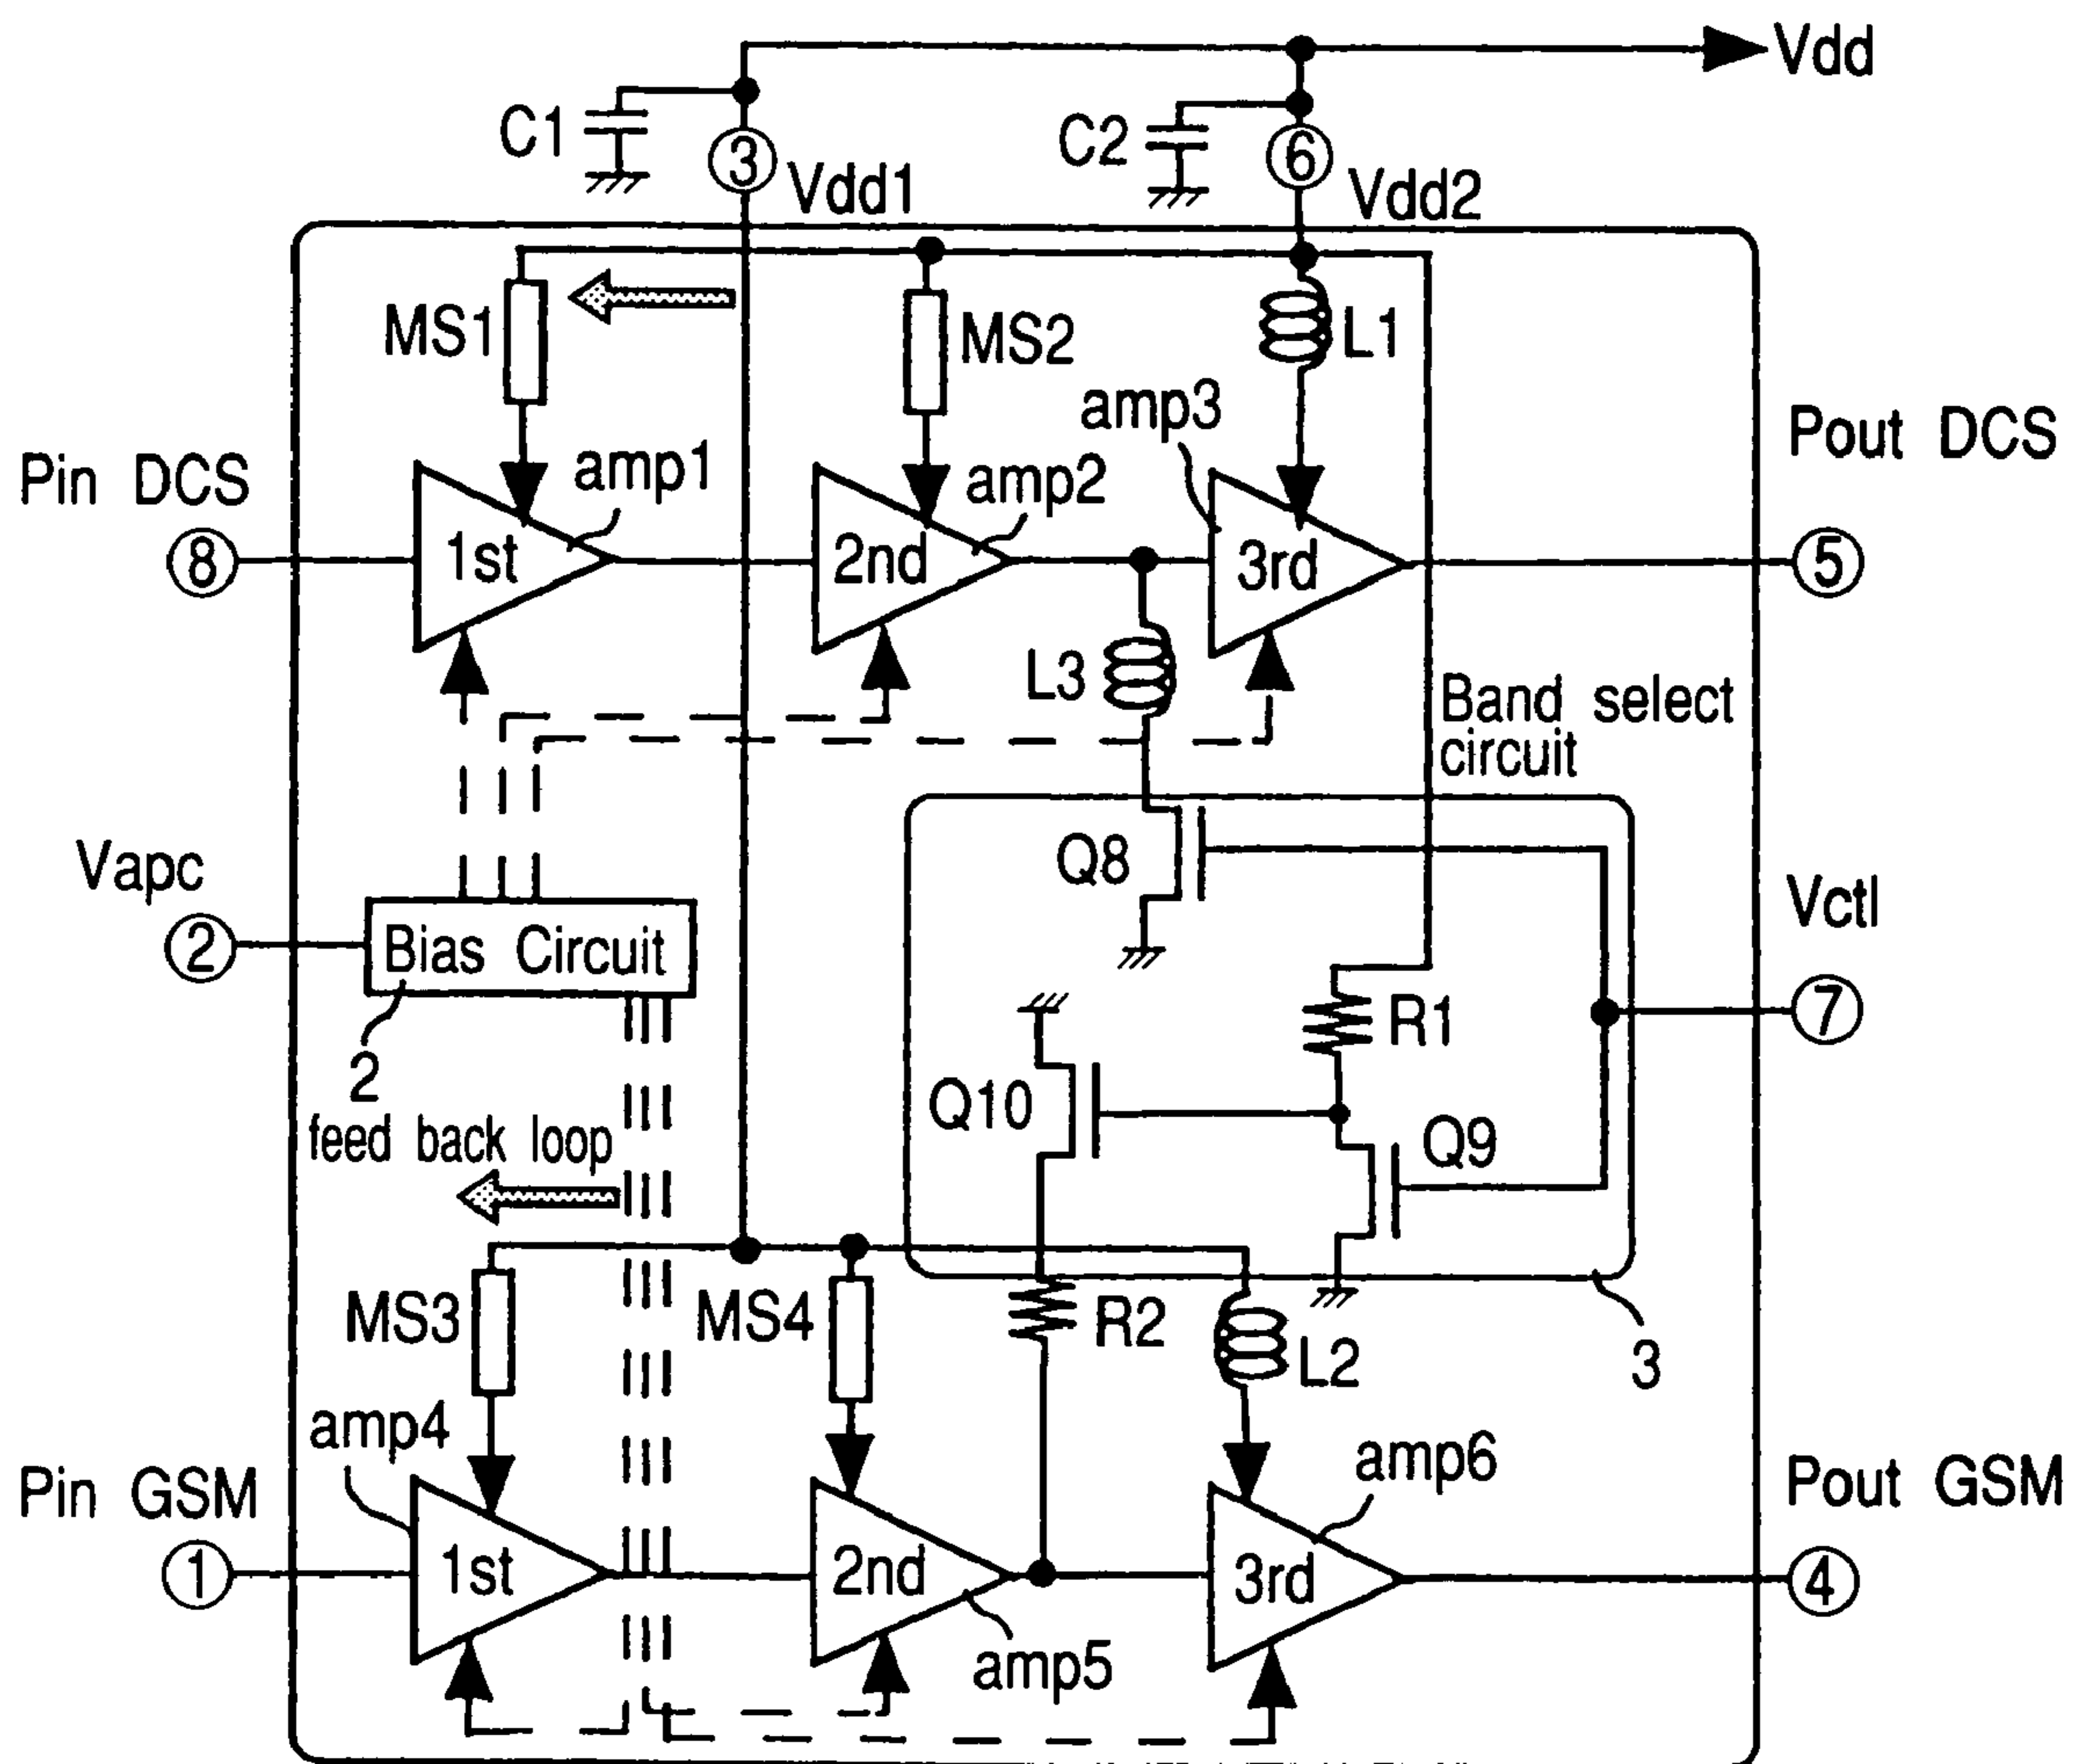 Vdd
C1
③
Vdd1
C2
⑥
Vdd2
MS1
MS2
L1
amp3
Pout DCS
Pin DCS
amp1
amp2
⑧
1st
2nd
3rd
⑤
L3
Band select
circuit
Vapc
Q8
Vctl
②
Bias Circuit
2
R1
⑦
Q10
feed back loop
Q9
MS3
MS4
R2
L2
3
amp4
amp6
Pin GSM
Pout GSM
①
1st
2nd
3rd
④
amp5